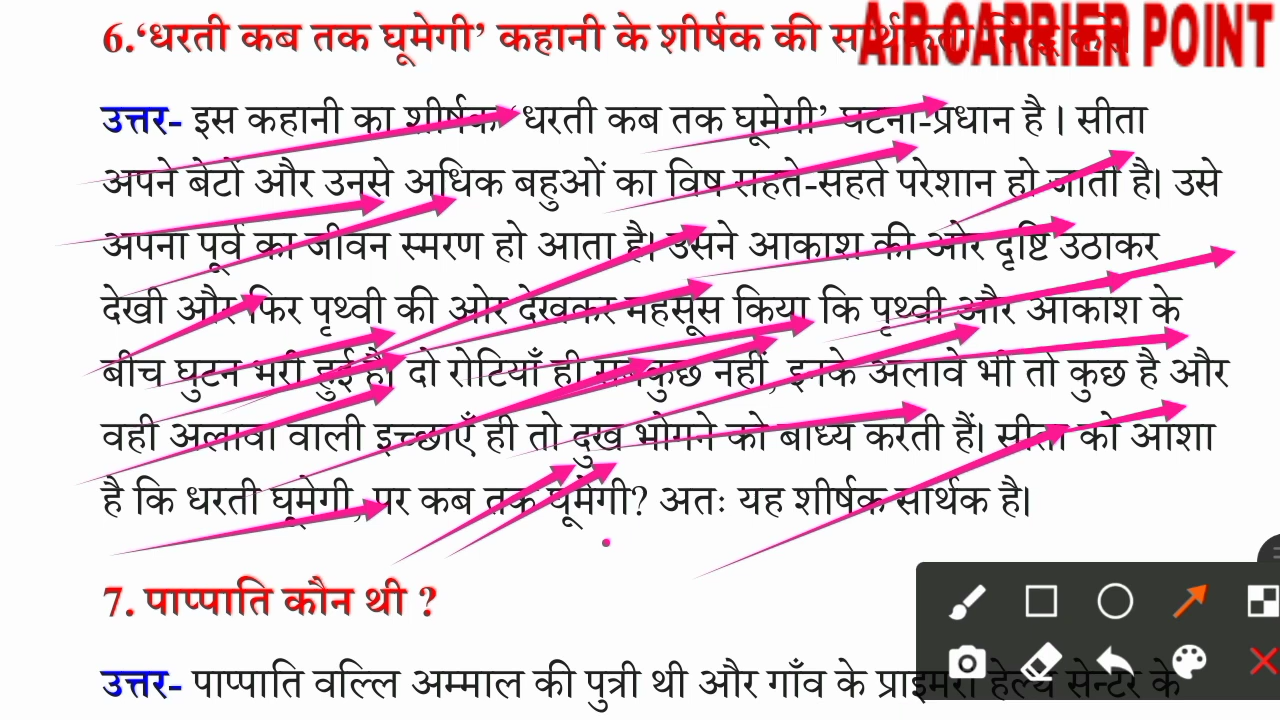 6.‘धरती कब तक घूमेगी’ कहानी के शीर्षक की सार्थकता सिद्ध करें
A.R.CARRIER POINT
उत्तर- इस कहानी का शीर्षक ‘धरती कब तक घूमेगी’ घटना-प्रधान है । सीता
अपने बेटों और उनसे अधिक बहुओं का विष सहते-सहते परेशान हो जाती है। उसे
अपना पूर्व का जीवन स्मरण हो आता है। उसने आकाश की ओर दृष्टि उठाकर
देखी और फिर पृथ्वी की ओर देखकर महसूस किया कि पृथ्वी और आकाश के
बीच घुटन भरी हुई है। दो रोटियाँ ही सबकुछ नहीं, इनके अलावे भी तो कुछ है और
वही अलावा वाली इच्छाएँ ही तो दुख भोगने को बाध्य करती हैं। सीता को आशा
है कि धरती घूमेगी, पर कब तक घूमेगी? अतः यह शीर्षक सार्थक है।
7. पाप्पाति कौन थी ?
उत्तर- पाप्पाति वल्लि अम्माल की पुत्री थी और गाँव के प्राइमरी हेल्थ सेन्टर के